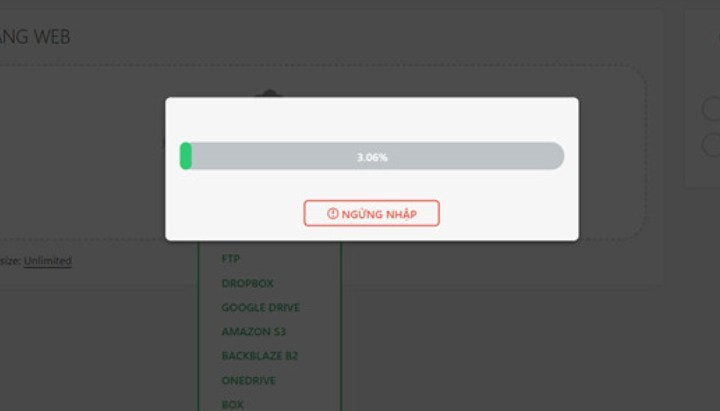 ANG WEB
3.06%
NGỪNG NHẬP
size: Unlimited
FTP
DROPBOX
GOOGLE DRIVE
AMAZON S3
BACKBLAZE B2
ONEDRIVE
BOX